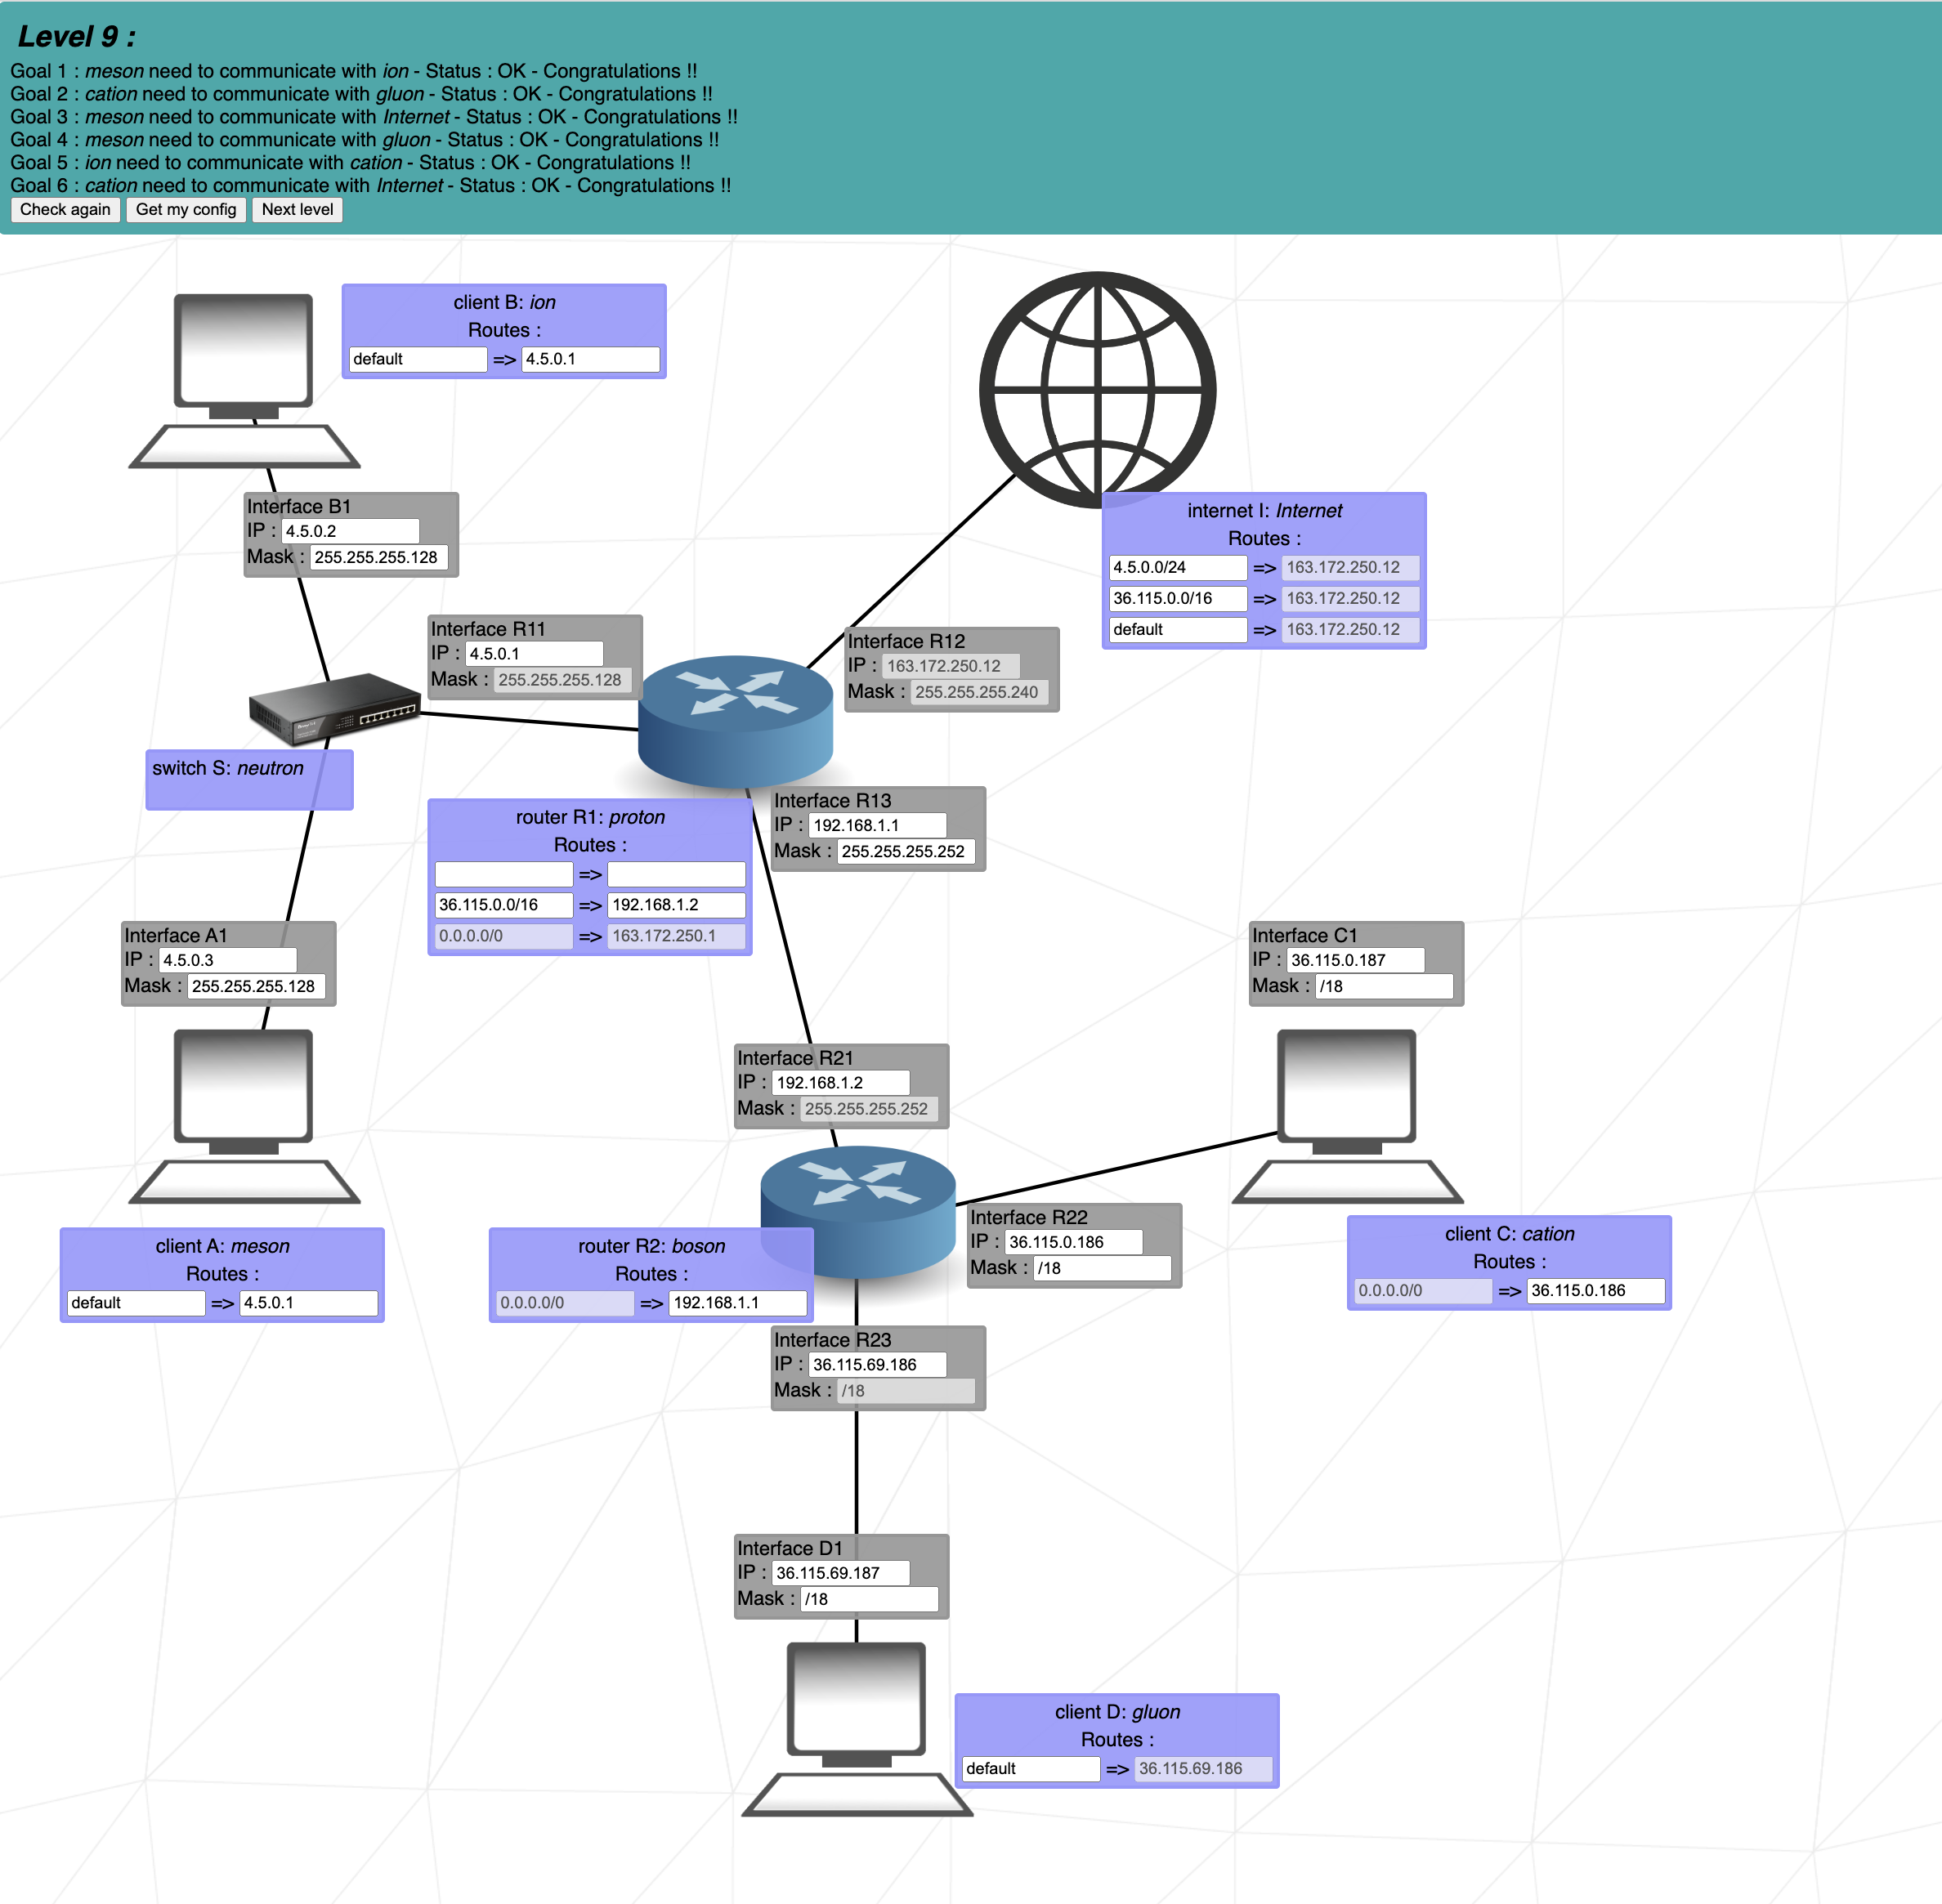 Level 9 :
Goal 1 : meson need to communicate with ion - Status : OK - Congratulations !!
Goal 2 : cation need to communicate with gluon - Status : OK - Congratulations !!
Goal 3 : meson need to communicate with Internet - Status : OK - Congratulations !!
Goal 4 : meson need to communicate with gluon - Status : OK - Congratulations !!
Goal 5 : ion need to communicate with cation - Status : OK - Congratulations !!
Goal 6 : cation need to communicate with Internet - Status : OK - Congratulations !!
Check again Get my config Next level
client B: ion
Routes :
default => 4.5.0.1
Interface B1
IP : 4.5.0.2
Mask : 255.255.255.128
internet I: Internet
Routes :
4.5.0.0/24 => 163.172.250.12
36.115.0.0/16 => 163.172.250.12
default => 163.172.250.12
Interface R11
IP : 4.5.0.1
Mask : 255.255.255.128
Interface R12
IP : 163.172.250.12
Mask : 255.255.255.240
switch S: neutron
Interface R13
IP : 192.168.1.1
Mask : 255.255.255.252
router R1: proton
Routes :
=>
36.115.0.0/16 => 192.168.1.2
0.0.0.0/0 => 163.172.250.1
Interface A1
IP : 4.5.0.3
Mask : 255.255.255.128
Interface C1
IP : 36.115.0.187
Mask : /18
Interface R21
IP : 192.168.1.2
Mask : 255.255.255.252
Interface R22
IP : 36.115.0.186
Mask : /18
client A: meson
Routes :
default => 4.5.0.1
router R2: boson
Routes :
0.0.0.0/0 => 192.168.1.1
client C: cation
Routes :
0.0.0.0/0 => 36.115.0.186
Interface R23
IP : 36.115.69.186
Mask : /18
Interface D1
IP : 36.115.69.187
Mask : /18
client D: gluon
Routes :
default => 36.115.69.186